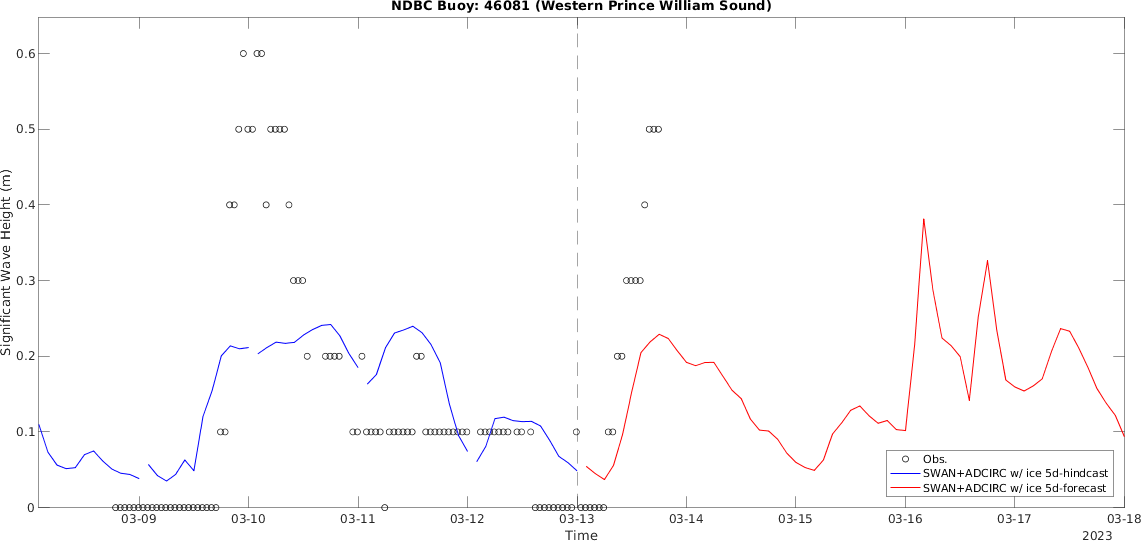 NDBC Buoy: 46081 (Western Prince William Sound)
Significant Wave Height (m)
0.6
0.5
0.4
0.3
0.2
0.1
0
Obs.
SWAN+ADCIRC w/ ice 5d-hindcast
SWAN+ADCIRC w/ ice 5d-forecast
03-09 03-10 03-11 03-12 03-13 03-14 03-15 03-16 03-17 03-18
Time
2023